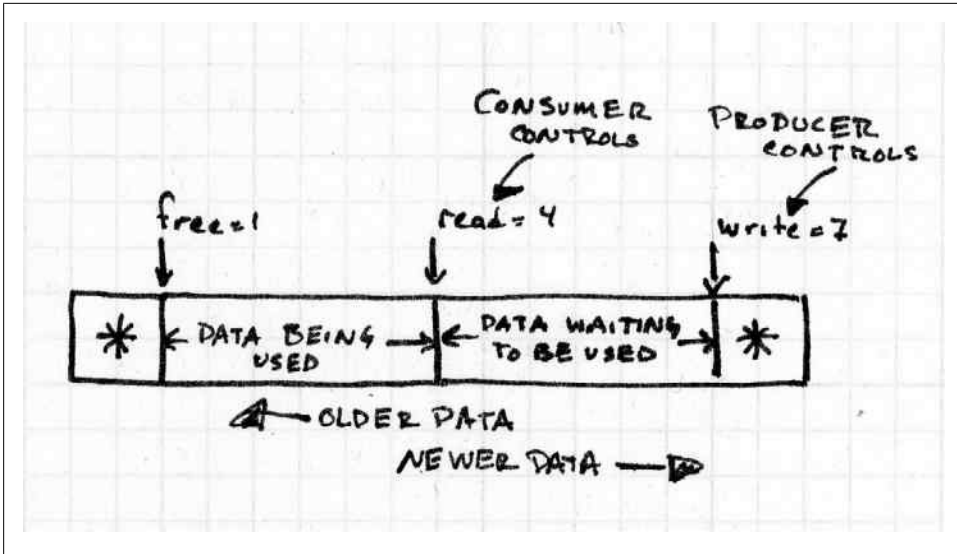 CONSUMER
CONTROLS
PRODUCER
CONTROLS
free=1
read=4
write=7
*
DATA BEING
USED
DATA WAITING
TO BE USED
*
OLDER DATA
NEWER DATA